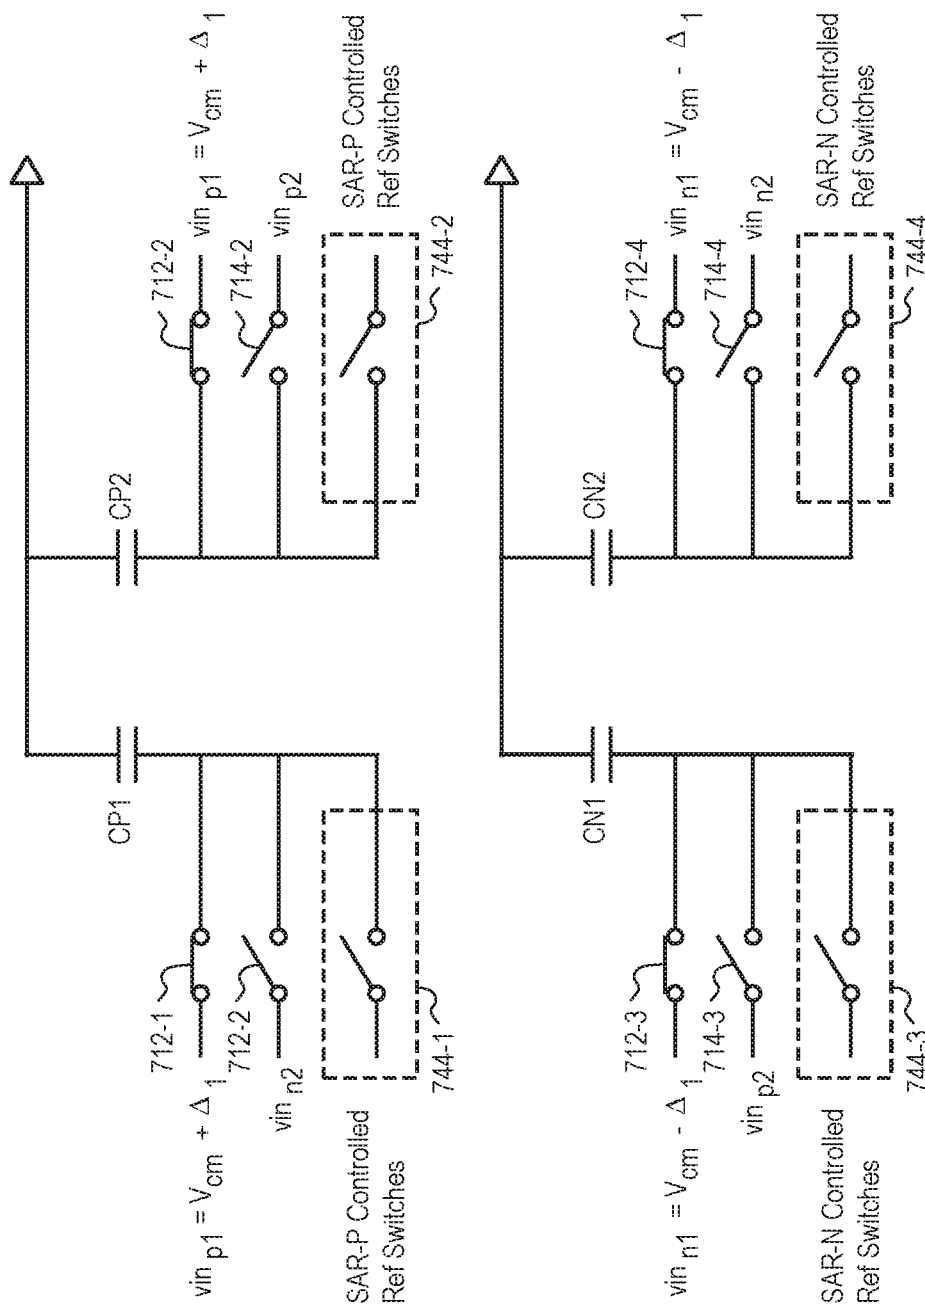 CP1
CP2
712-1
vin p1 = Vcm + Δ 1
712-2
vin n2
744-1
SAR-P Controlled
Ref Switches
712-2
vin p1 = Vcm + Δ 1
714-2
vin p2
SAR-P Controlled
Ref Switches
744-2
CN1
CN2
712-3
vin n1 = Vcm - Δ 1
714-3
vin p2
744-3
SAR-N Controlled
Ref Switches
712-4
vin n1 = Vcm - Δ 1
714-4
vin n2
SAR-N Controlled
Ref Switches
744-4